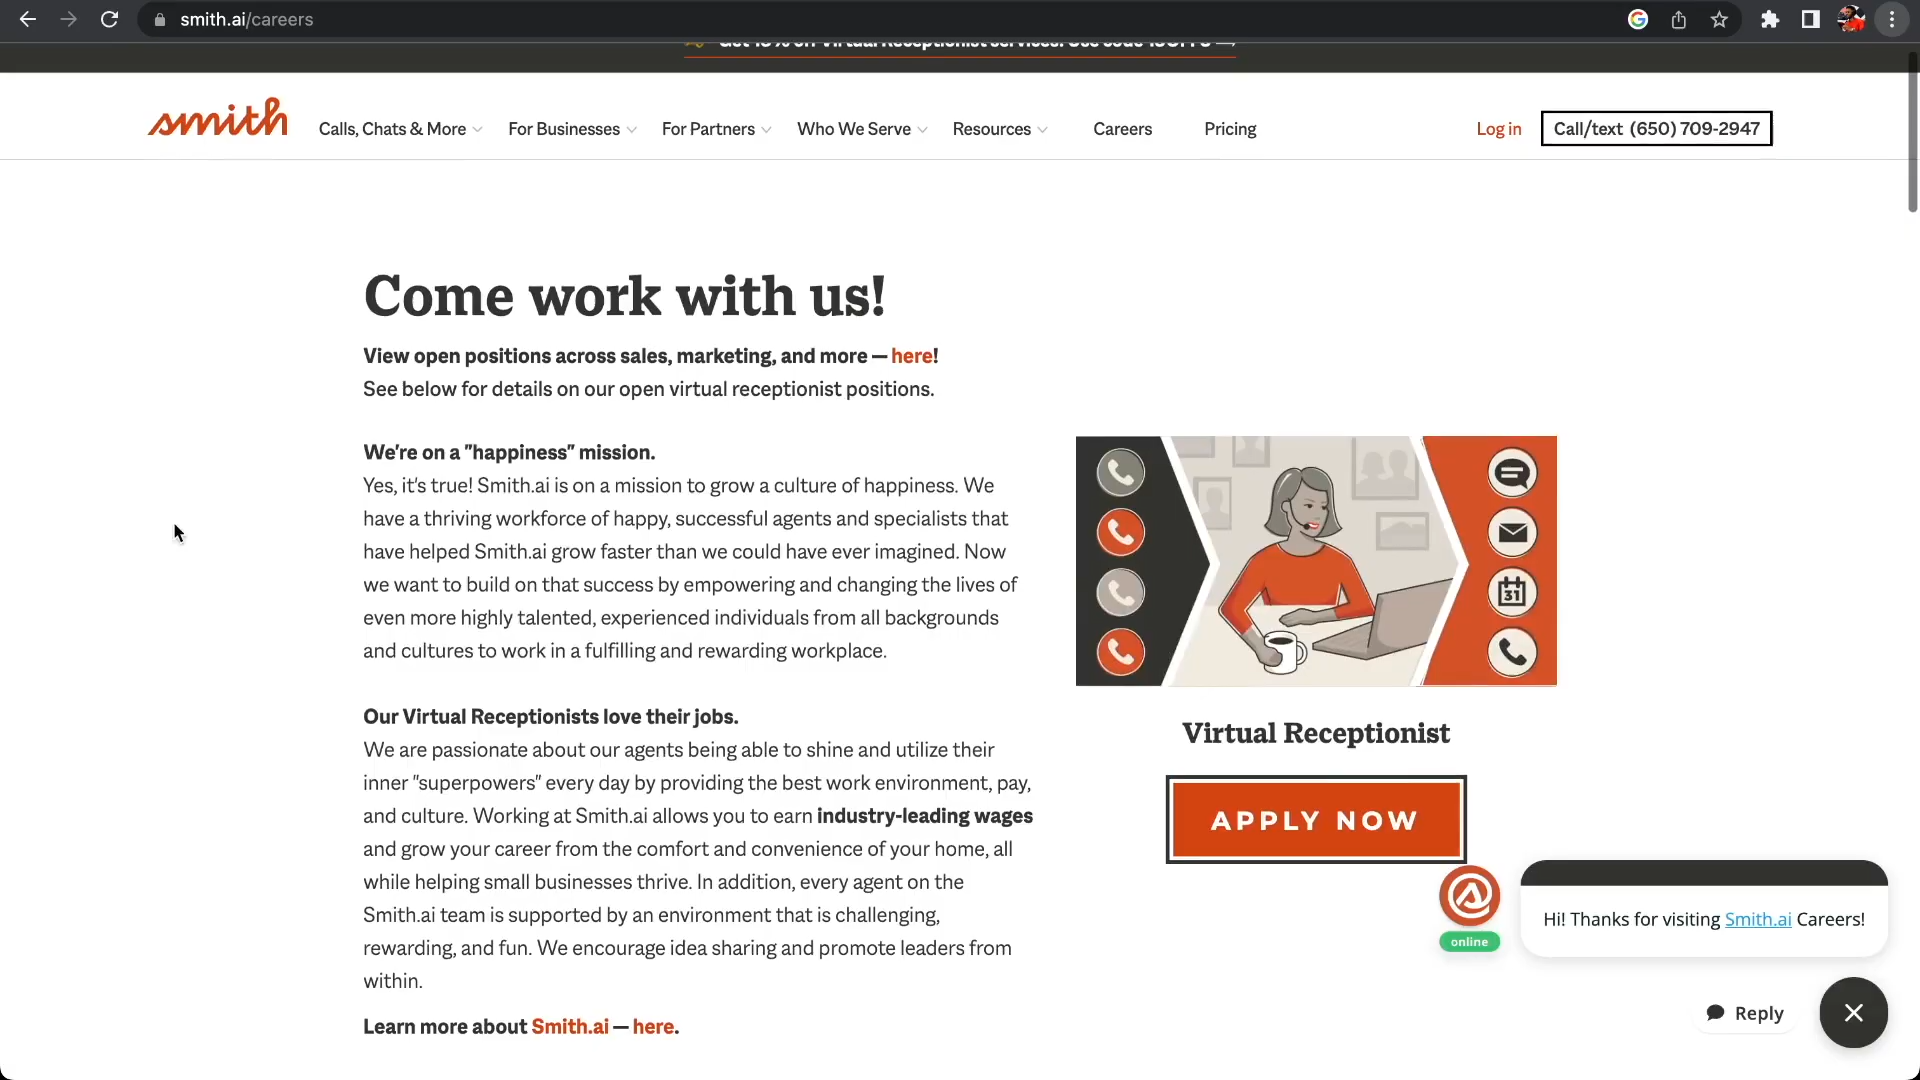 smith.ai/careers
smith
Calls, Chats & More
For Businesses
For Partners
Who We Serve
Resources
Careers
Pricing
Log in
Call/text (650) 709-2947
Come work with us!
View open positions across sales, marketing, and more — here!
See below for details on our open virtual receptionist positions.
We're on a "happiness" mission.
Yes, it's true! Smith.ai is on a mission to grow a culture of happiness. We
have a thriving workforce of happy, successful agents and specialists that
have helped Smith.ai grow faster than we could have ever imagined. Now
we want to build on that success by empowering and changing the lives of
even more highly talented, experienced individuals from all backgrounds
and cultures to work in a fulfilling and rewarding workplace.
Our Virtual Receptionists love their jobs.
We are passionate about our agents being able to shine and utilize their
inner "superpowers" every day by providing the best work environment, pay,
and culture. Working at Smith.ai allows you to earn industry-leading wages
and grow your career from the comfort and convenience of your home, all
while helping small businesses thrive. In addition, every agent on the
Smith.ai team is supported by an environment that is challenging,
rewarding, and fun. We encourage idea sharing and promote leaders from
within.
Learn more about Smith.ai — here.
31
Virtual Receptionist
APPLY NOW
online
Hi! Thanks for visiting Smith.ai Careers!
Reply